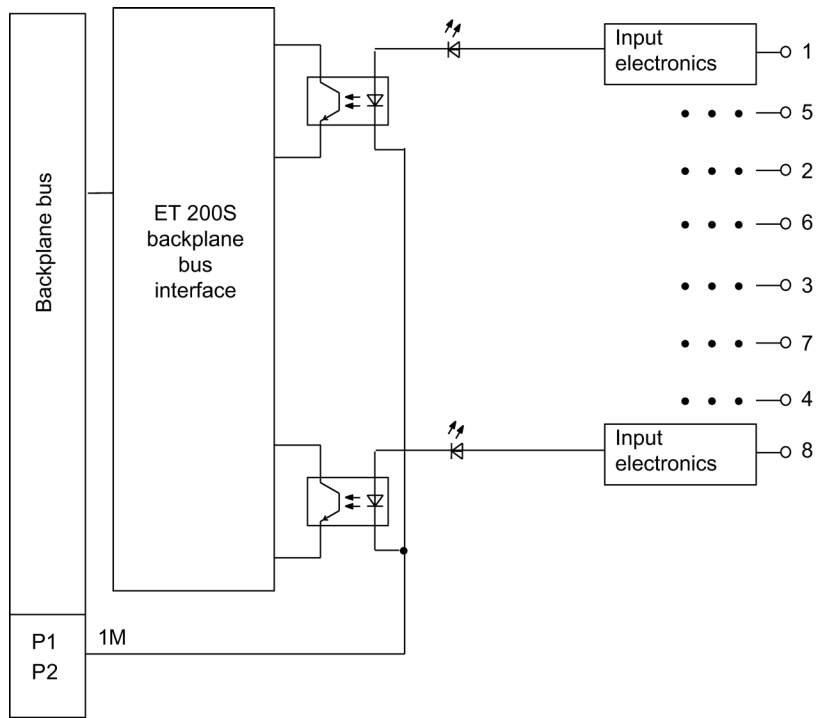 Backplane bus
ET 200S
backplane
bus
interface
Input
electronics
1
5
2
6
3
7
4
Input
electronics
8
P1
P2
1M